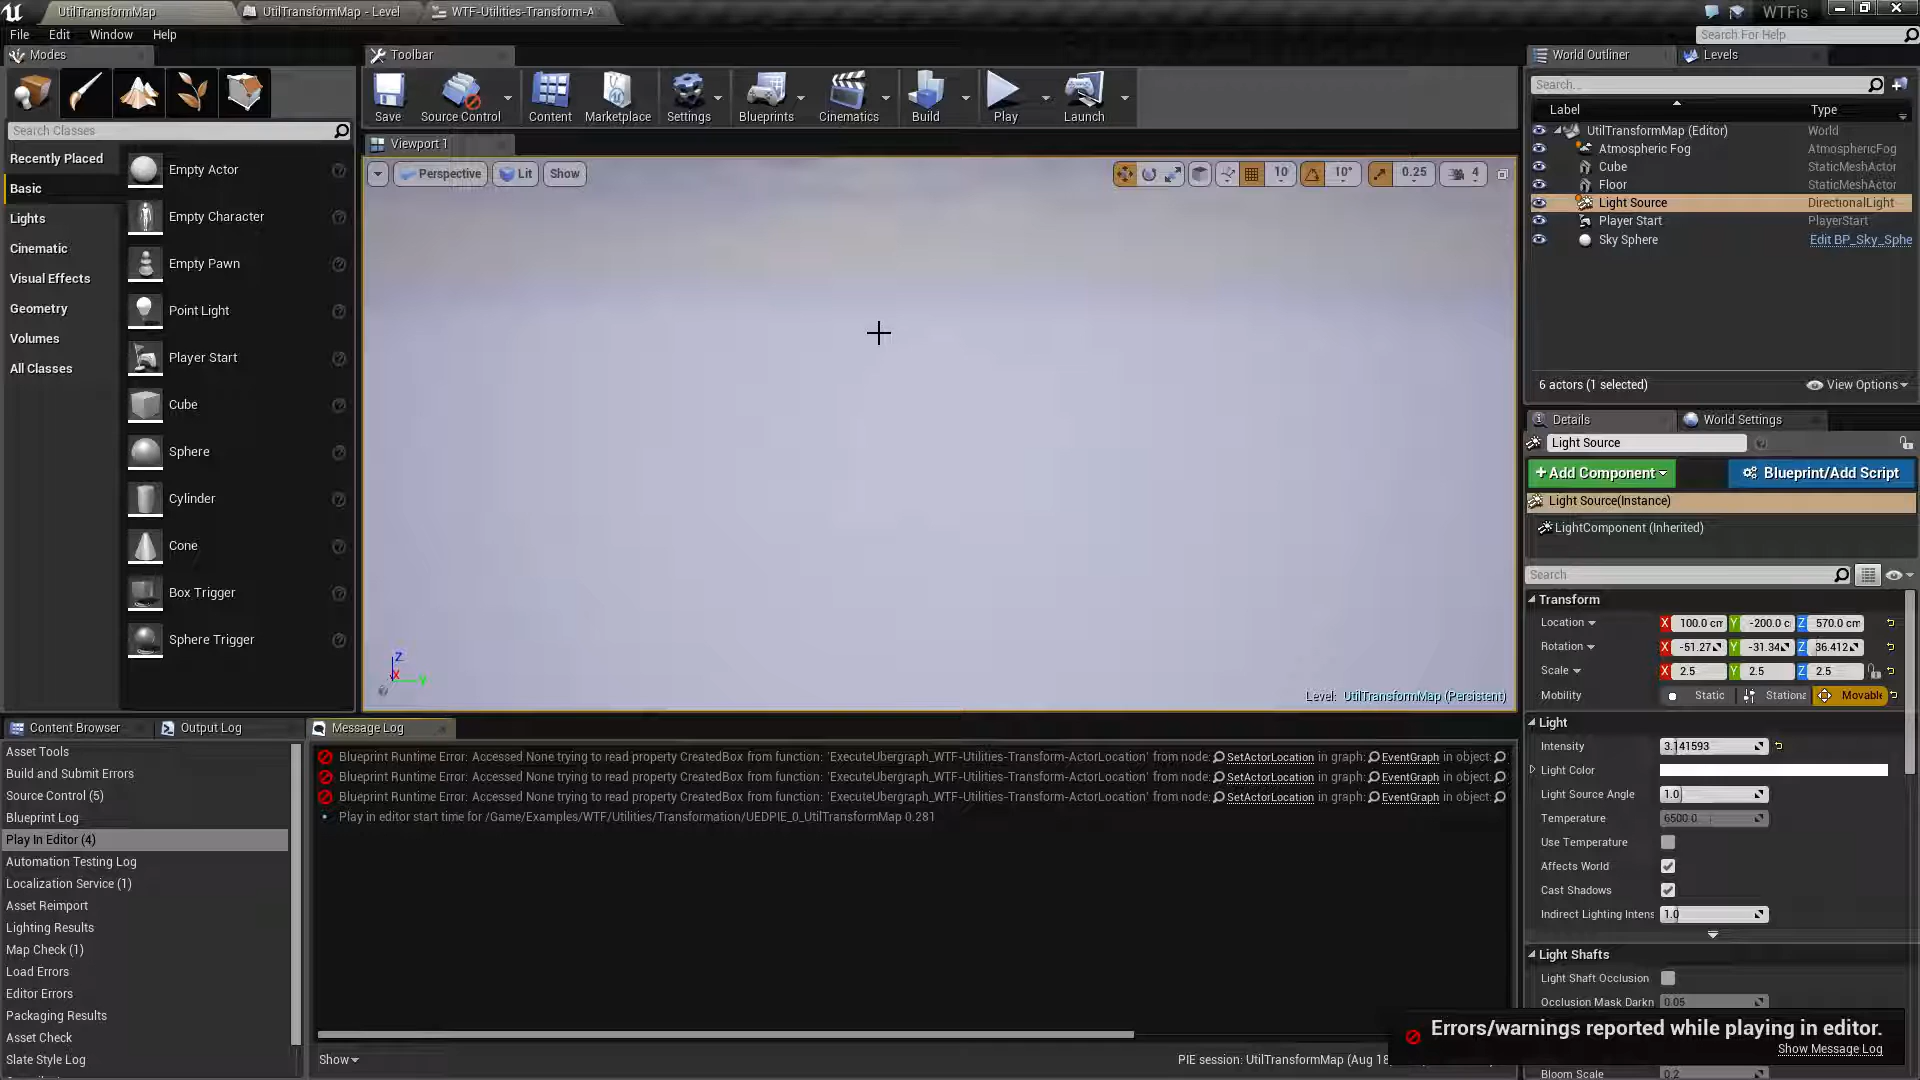 UtilTransformMap
UtilTransformMap - Level
WTF-Utilities-Transform-A
WTFis
File
Edit
Window
Help
Search For Help
Modes
Toolbar
World Outliner
Levels
Save
Source Control
Content
Marketplace
Settings
Blueprints
Cinematics
Build
Play
Launch
Search...
Label
Type
Search Classes
Viewport 1
Perspective
Lit
Show
10
10°
0.25
4
Recently Placed
Basic
Lights
Cinematic
Visual Effects
Geometry
Volumes
All Classes
Empty Actor
Empty Character
Empty Pawn
Point Light
Player Start
Cube
Sphere
Cylinder
Cone
Box Trigger
Sphere Trigger
UtilTransformMap (Editor) World
Atmospheric Fog AtmosphericFog
Cube StaticMeshActor
Floor StaticMeshActor
Light Source DirectionalLight
Player Start PlayerStart
Sky Sphere Edit BP_Sky_Sphe
6 actors (1 selected)
View Options
Details
World Settings
Light Source
+Add Component
Blueprint/Add Script
Light Source(Instance)
LightComponent (Inherited)
Search
Transform
Location X 100.0 cm Y -200.0 c Z 570.0 cm
Rotation X -51.27 Y -31.34 Z 36.412
Scale X 2.5 Y 2.5 Z 2.5
Mobility Static Stationa Movable
Light
Intensity 3.141593
Light Color
Light Source Angle 1.0
Temperature 6500.0
Use Temperature
Affects World
Cast Shadows
Indirect Lighting Intens 1.0
Light Shafts
Light Shaft Occlusion
Occlusion Mask Darkn 0.05
Bloom Scale 0.2
Z
X
Y
Level: UtilTransformMap (Persistent)
Content Browser
Output Log
Message Log
Asset Tools
Build and Submit Errors
Source Control (5)
Blueprint Log
Play In Editor (4)
Automation Testing Log
Localization Service (1)
Asset Reimport
Lighting Results
Map Check (1)
Load Errors
Editor Errors
Packaging Results
Asset Check
Slate Style Log
Blueprint Runtime Error: Accessed None trying to read property CreatedBox from function: 'ExecuteUbergraph_WTF-Utilities-Transform-ActorLocation' from node: SetActorLocation in graph: EventGraph in object:
Blueprint Runtime Error: Accessed None trying to read property CreatedBox from function: 'ExecuteUbergraph_WTF-Utilities-Transform-ActorLocation' from node: SetActorLocation in graph: EventGraph in object:
Blueprint Runtime Error: Accessed None trying to read property CreatedBox from function: 'ExecuteUbergraph_WTF-Utilities-Transform-ActorLocation' from node: SetActorLocation in graph: EventGraph in object:
Play in editor start time for /Game/Examples/WTF/Utilities/Transformation/UEDPIE_0_UtilTransformMap 0.281
Show
PIE session: UtilTransformMap (Aug 18
Errors/warnings reported while playing in editor.
Show Message Log